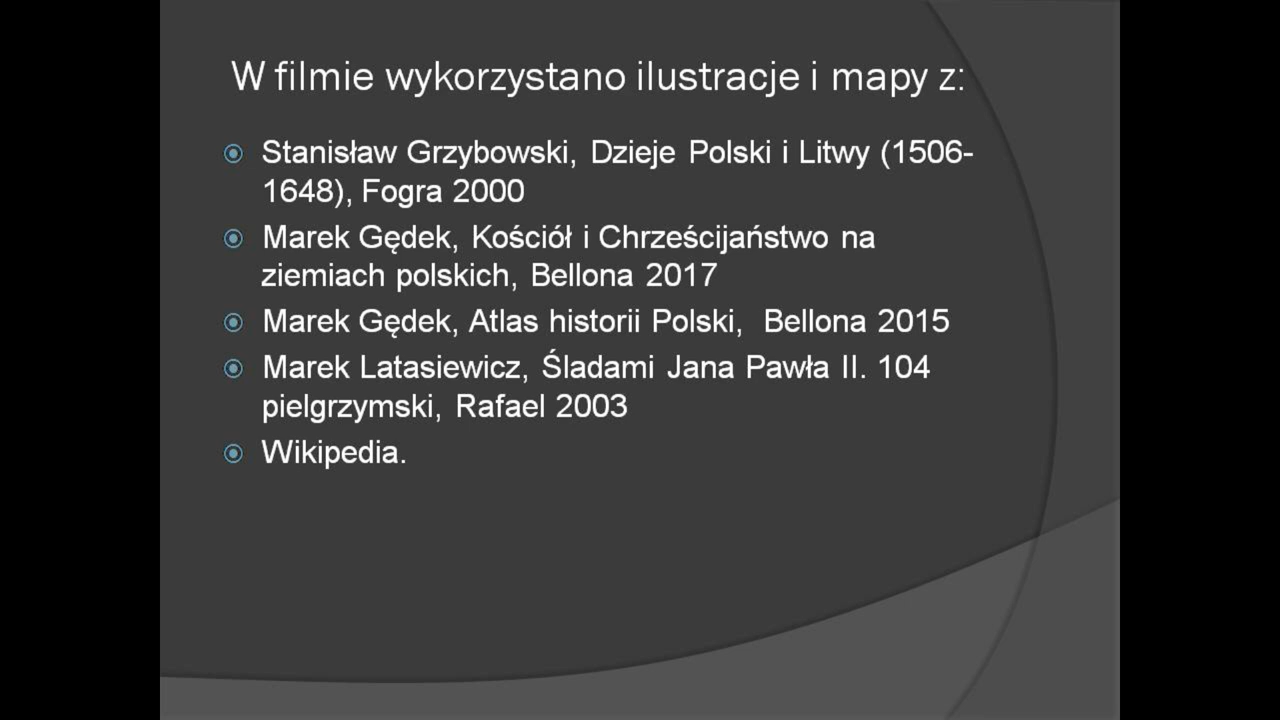 W filmie wykorzystano ilustracje i mapy z:
Stanisław Grzybowski, Dzieje Polski i Litwy (1506-
1648), Fogra 2000
Marek Gędek, Kościół i Chrześcijaństwo na
ziemiach polskich, Bellona 2017
Marek Gędek, Atlas historii Polski, Bellona 2015
Marek Latasiewicz, Śladami Jana Pawła II. 104
pielgrzymski, Rafael 2003
Wikipedia.